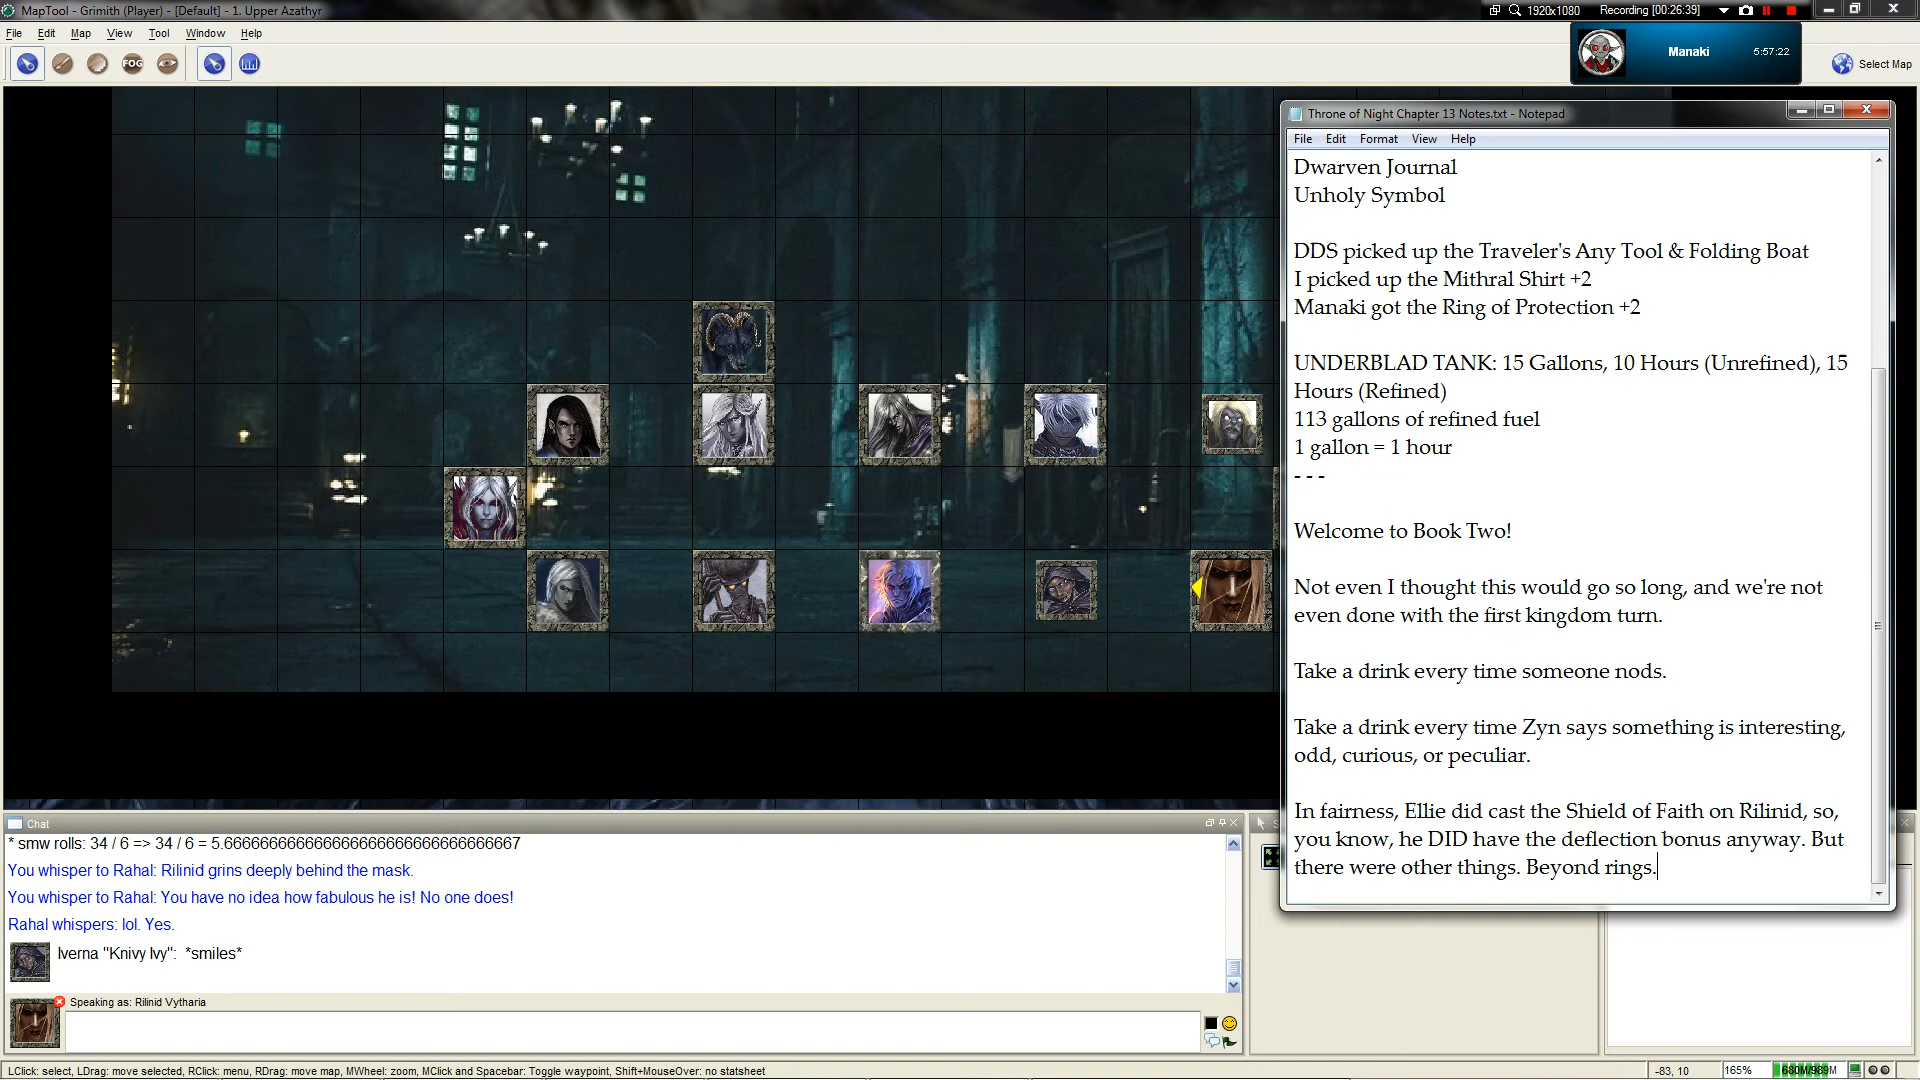 MapTool - Grimith (Player) - [Default] - 1. Upper Azathyr
1920x1080
Recording [00:26:39]
File Edit Map View Tool Window Help
FOG
Manaki 5:57:22
Select Map
Throne of Night Chapter 13 Notes.txt - Notepad
File Edit Format View Help
Dwarven Journal
Unholy Symbol
DDS picked up the Traveler's Any Tool & Folding Boat
I picked up the Mithral Shirt +2
Manaki got the Ring of Protection +2
UNDERBLAD TANK: 15 Gallons, 10 Hours (Unrefined), 15
Hours (Refined)
113 gallons of refined fuel
1 gallon = 1 hour
- - -
Welcome to Book Two!
Not even I thought this would go so long, and we're not
even done with the first kingdom turn.
Take a drink every time someone nods.
Take a drink every time Zyn says something is interesting,
odd, curious, or peculiar.
In fairness, Ellie did cast the Shield of Faith on Rilinid, so,
you know, he DID have the deflection bonus anyway. But
there were other things. Beyond rings.
Chat
* smw rolls: 34 / 6 => 34 / 6 = 5.6666666666666666666666666666667
You whisper to Rahal: Rilinid grins deeply behind the mask.
You whisper to Rahal: You have no idea how fabulous he is! No one does!
Rahal whispers: lol. Yes.
Iverna "Knivy Ivy": *smiles*
Speaking as: Rilinid Vytharia
LClick: select, LDrag: move selected, RClick: menu, RDrag: move map, MWheel: zoom, MClick and Spacebar: Toggle waypoint, Shift+MouseOver: no statsheet
-83, 10
165%
680M/989M